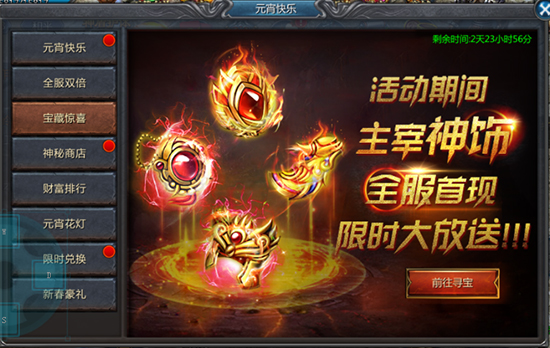 元宵快乐
剩余时间:2天23小时56分
元宵快乐
全服双倍
宝藏惊喜
神秘商店
财富排行
元宵花灯
限时兑换
新春豪礼
活动期间
主宰神饰
全服首现
限时大放送!!!
前往寻宝